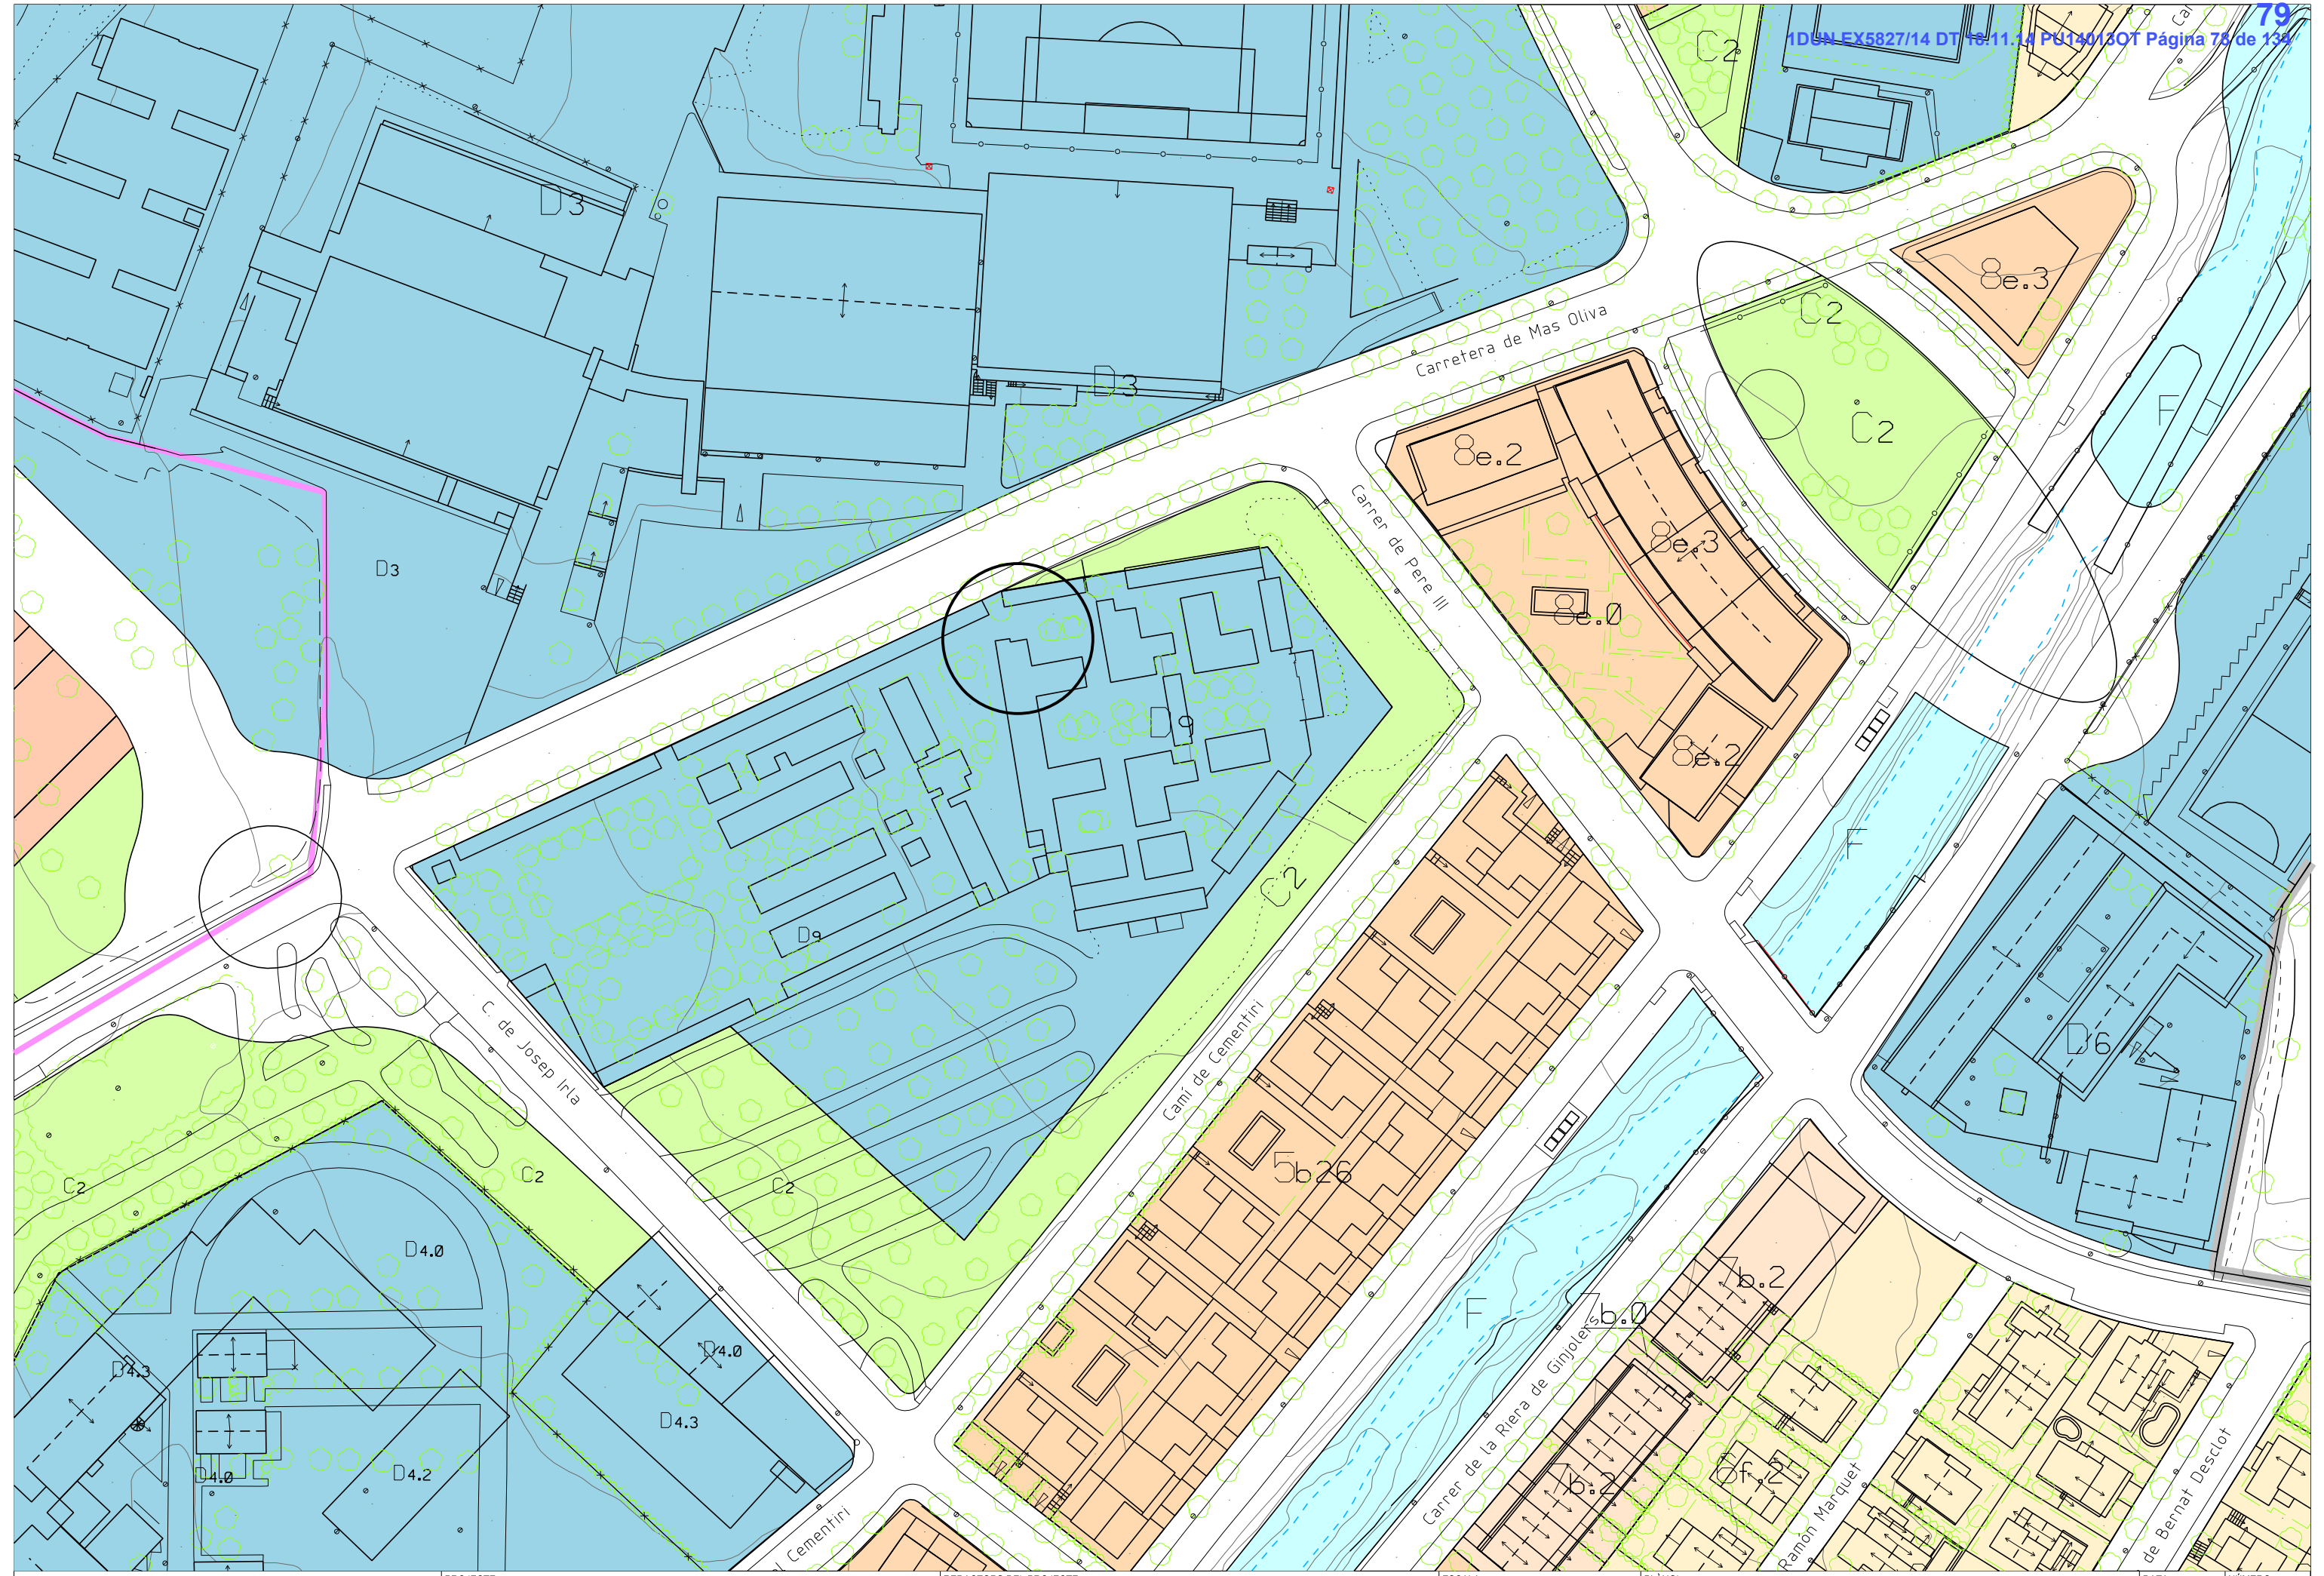 79
1DUN EX5827/14 DT 18.11.14 PU14013OT Página 78 de 134
C2
D3
8e.3
C2
Carretera de Mas Oliva
D3
F
C2
8e.2
Carrer de Pere III
8e.3
D3
8e.0
D9
8e.2
F
C2
D9
C. de Josep Irla
Camí de Cementiri
D6
5b26
C2
C2
C2
D4.0
7b.2
F
7b.0
D4.0
D4.3
Carrer de la Riera de Ginjolers
D4.3
D4.2
D4.0
7b.2
6f.2
Ramón Marquet
de Bernat Desclot
el Cementiri